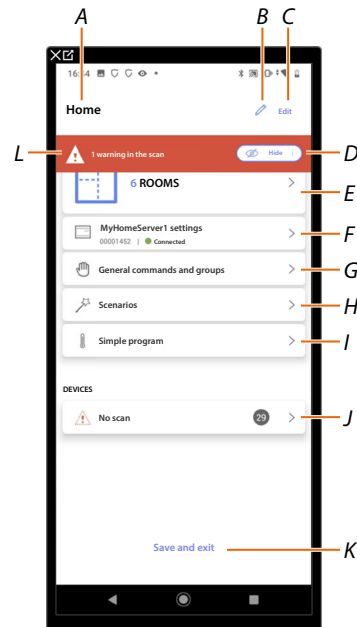 A B C
16: 4
Home
Edit
L
1 warning in the scan
Hide
D
6 ROOMS
E
MyHomeServer1 settings
00001452 | Connected
F
General commands and groups
G
Scenarios
H
Simple program
I
DEVICES
No scan
29
J
Save and exit
K